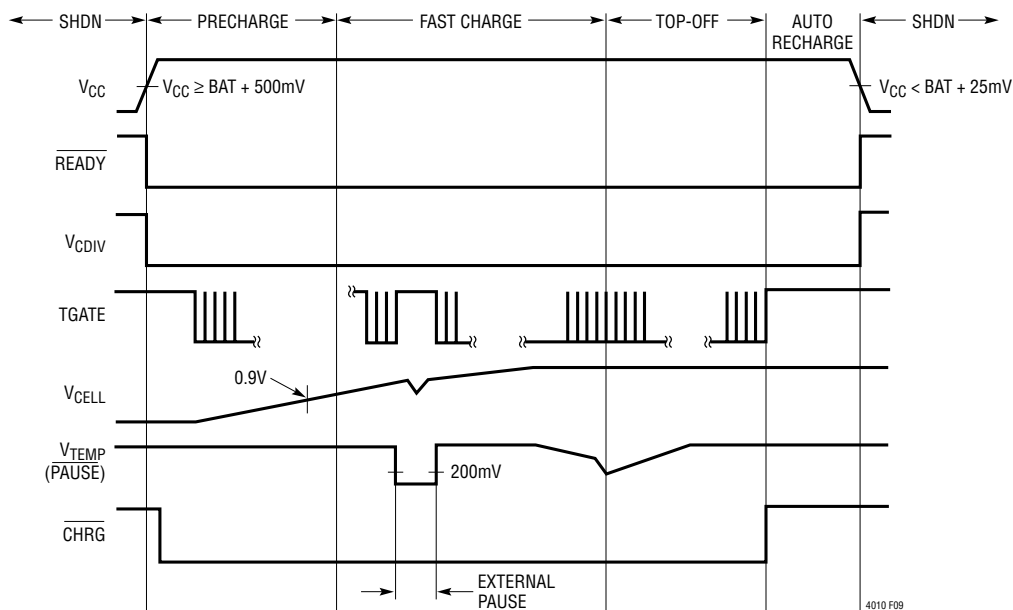 SHDN PRECHARGE FAST CHARGE TOP-OFF AUTO RECHARGE SHDN
VCC VCC ≥ BAT + 500mV VCC < BAT + 25mV
READY
VCDIV
TGATE
0.9V
VCELL
VTEMP
(PAUSE) 200mV
CHRG
EXTERNAL
PAUSE
4010 F09